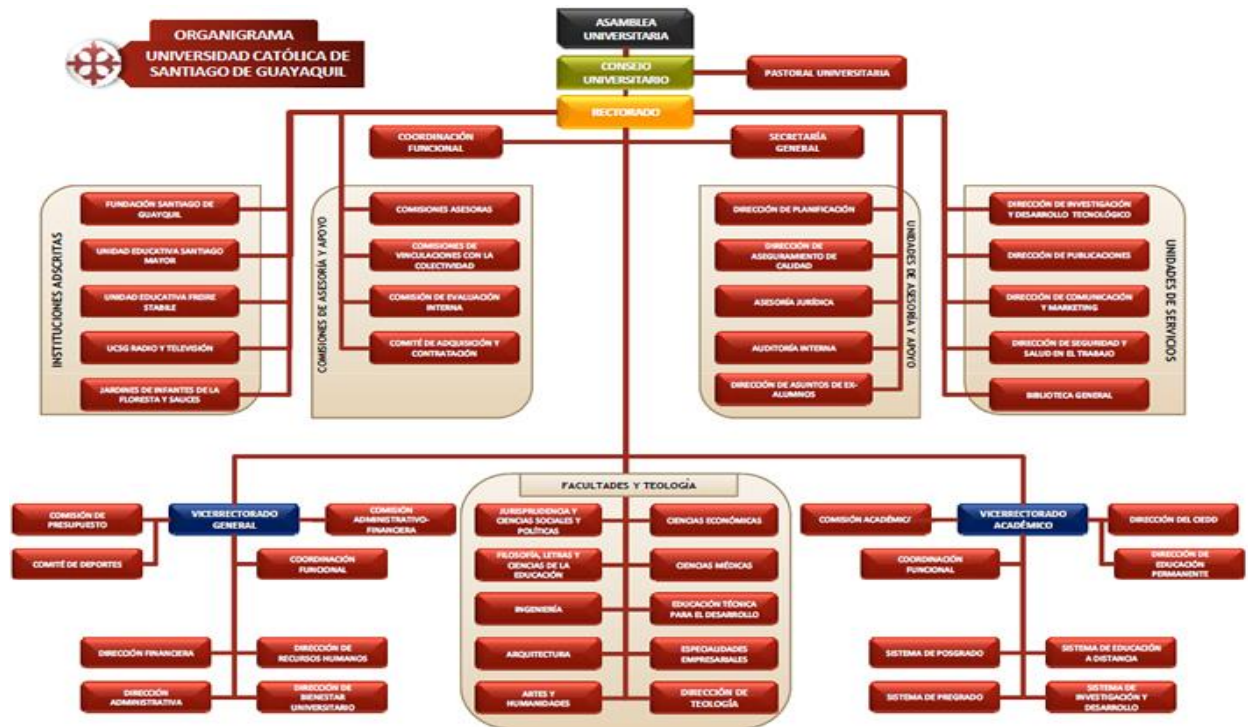 ORGANIGRAMA
UNIVERSIDAD CATÓLICA DE
SANTIAGO DE GUAYAQUIL
ASAMBLEA
UNIVERSITARIA
CONSEJO
UNIVERSITARIO
PASTORAL UNIVERSITARIA
RECTORADO
COORDINACIÓN
FUNCIONAL
SECRETARÍA
GENERAL
INSTITUCIONES ADSCRITAS
FUNDACIÓN SANTIAGO DE
GUAYQUIL
UNIDAD EDUCATIVA SANTIAGO
MAYOR
UNIDAD EDUCATIVA FREIRE
STABILE
UCSG RADIO Y TELEVISIÓN
JARDINES DE INFANTES DE LA
FLORESTA Y SAUCES
COMISIONES DE ASESORÍA Y APOYO
COMISIONES ASESORAS
COMISIONES DE
VINCULACIONES CON LA
COLECTIVIDAD
COMISIÓN DE EVALUACIÓN
INTERNA
COMITÉ DE ADQUISICIÓN Y
CONTRATACIÓN
DIRECCIÓN DE PLANIFICACIÓN
DIRECCIÓN DE
ASEGURAMIENTO DE
CALIDAD
ASESORÍA JURÍDICA
AUDITORÍA INTERNA
DIRECCIÓN DE ASUNTOS DE EX-
ALUMNOS
UNIDADES DE ASESORÍA Y APOYO
DIRECCIÓN DE INVESTIGACIÓN
Y DESARROLLO TECNOLÓGICO
DIRECCIÓN DE PUBLICACIONES
DIRECCIÓN DE COMUNICACIÓN
Y MARKETING
DIRECCIÓN DE SEGURIDAD Y
SALUD EN EL TRABAJO
BIBLIOTECA GENERAL
UNIDADES DE SERVICIOS
COMISIÓN DE
PRESUPUESTO
VICERRECTORADO
GENERAL
COMISIÓN
ADMINISTRATIVO-
FINANCIERA
COMITÉ DE DEPORTES
COORDINACIÓN
FUNCIONAL
DIRECCIÓN FINANCIERA
DIRECCIÓN DE
RECURSOS HUMANOS
DIRECCIÓN
ADMINISTRATIVA
DIRECCIÓN DE
BIENESTAR
UNIVERSITARIO
FACULTADES Y TEOLOGÍA
JURISPRUDENCIA Y
CIENCIAS SOCIALES Y
POLÍTICAS
CIENCIAS ECONÓMICAS
FILOSOFÍA, LETRAS Y
CIENCIAS DE LA
EDUCACIÓN
CIENCIAS MÉDICAS
INGENIERÍA
EDUCACIÓN TÉCNICA
PARA EL DESARROLLO
ARQUITECTURA
ESPECIALIDADES
EMPRESARIALES
ARTES Y
HUMANIDADES
DIRECCIÓN DE
TEOLOGÍA
COMISIÓN ACADÉMIC/
VICERRECTORADO
ACADÉMICO
DIRECCIÓN DEL CIEDD
COORDINACIÓN
FUNCIONAL
DIRECCIÓN DE
EDUCACIÓN
PERMANENTE
SISTEMA DE POSGRADO
SISTEMA DE EDUCACIÓN
A DISTANCIA
SISTEMA DE PREGRADO
SISTEMA DE
INVESTIGACIÓN Y
DESARROLLO